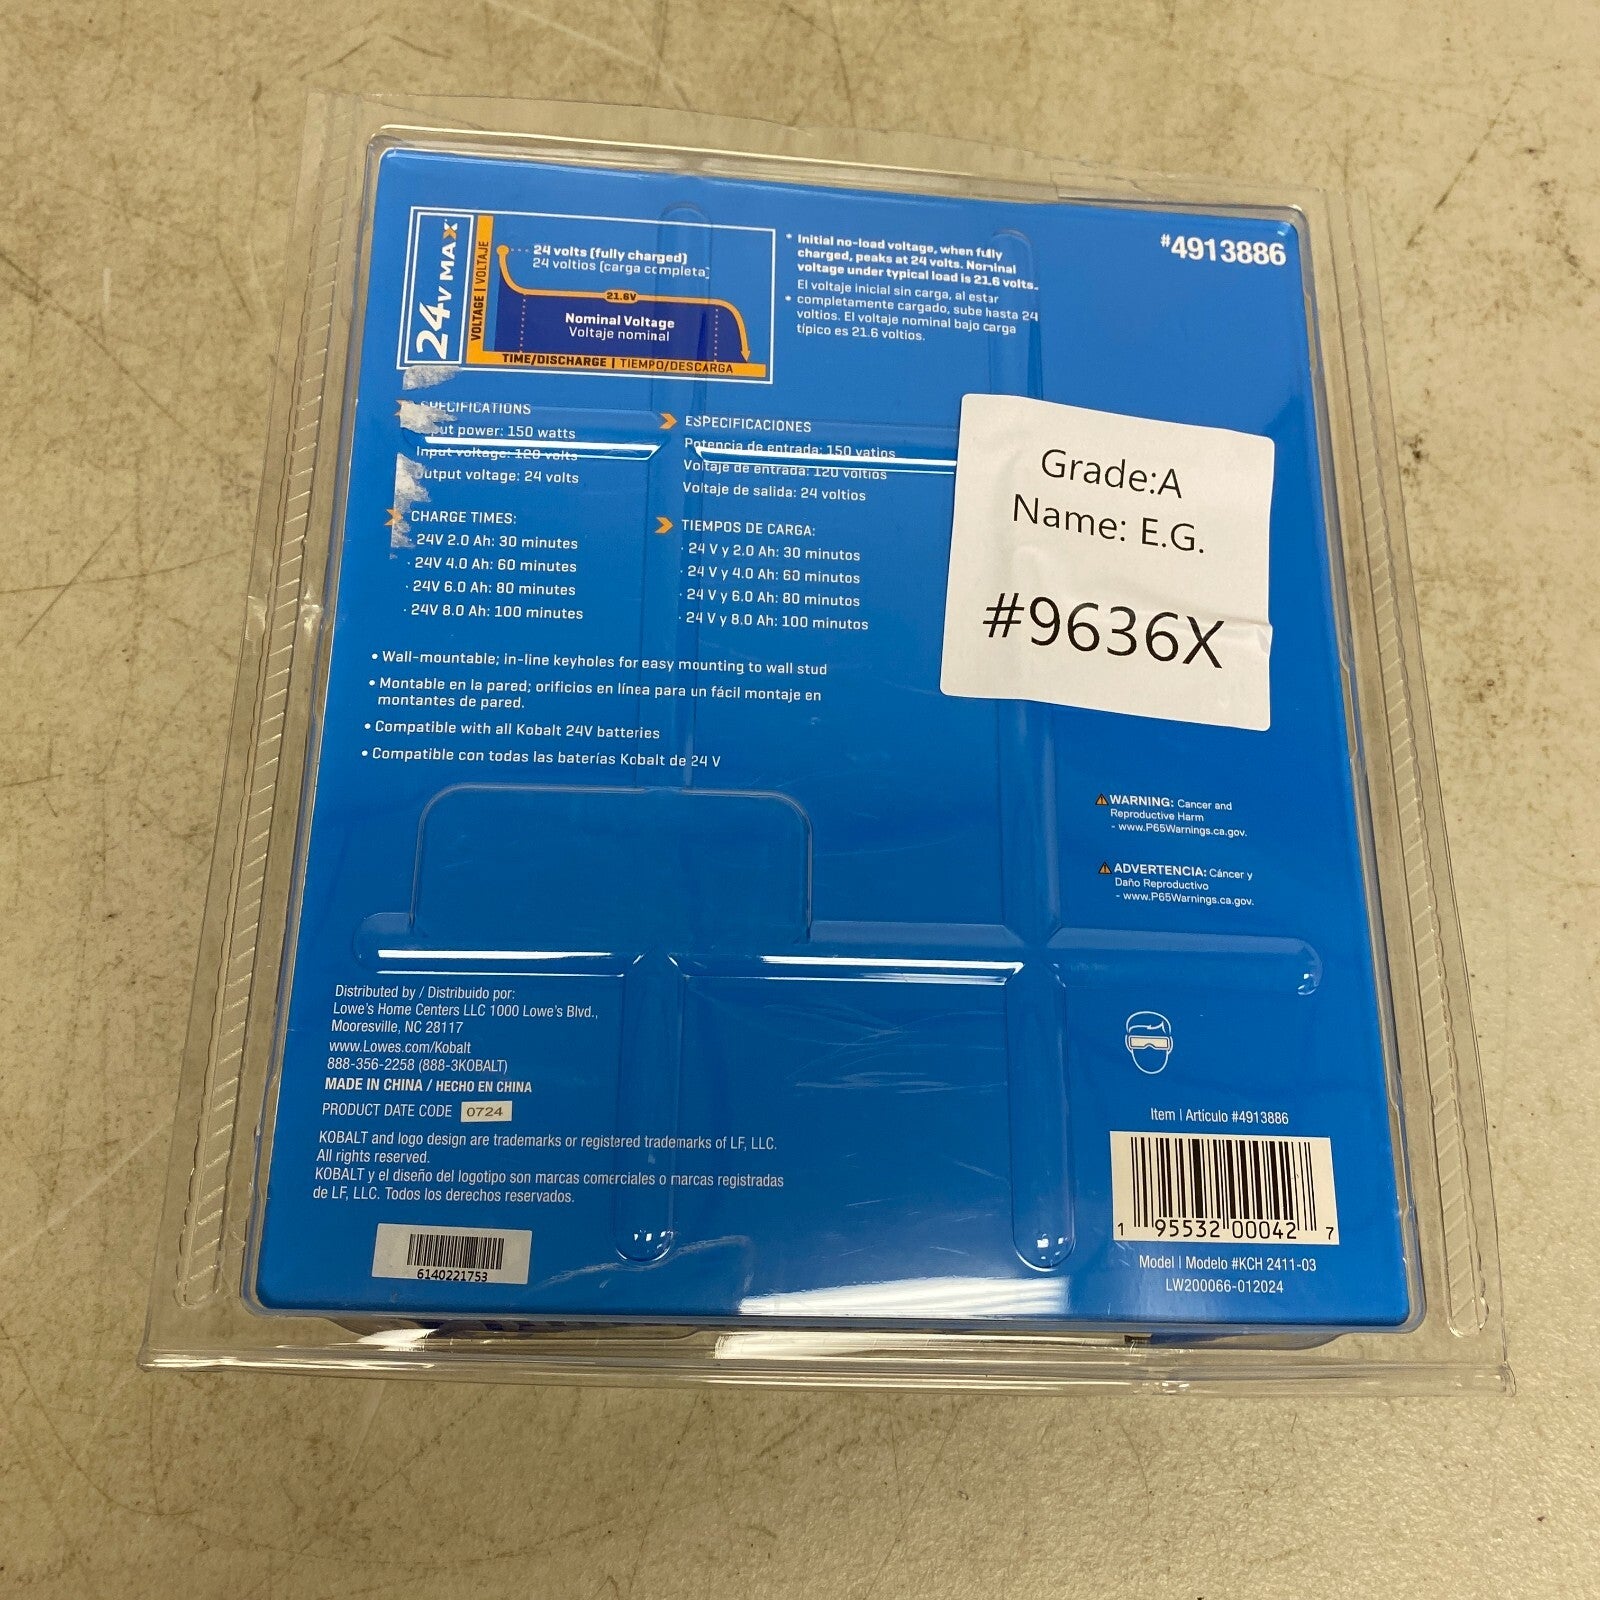 24V MAX
VOLTAGE | VOLTAJE
24 volts (fully charged)
24 voltios (carga completa)
21.6V
Nominal Voltage
Voltaje nominal
TIME/DISCHARGE | TIEMPO/DESCARGA
* Initial no-load voltage, when fully
charged, peaks at 24 volts. Nominal
voltage under typical load is 21.6 volts.
El voltaje inicial sin carga, al estar
* completamente cargado, sube hasta 24
voltios. El voltaje nominal bajo carga
típico es 21.6 voltios.
#4913886
SPECIFICATIONS
put power: 150 watts
Input voltage: 120 volts
Output voltage: 24 volts
CHARGE TIMES:
· 24V 2.0 Ah: 30 minutes
· 24V 4.0 Ah: 60 minutes
· 24V 6.0 Ah: 80 minutes
· 24V 8.0 Ah: 100 minutes
ESPECIFICACIONES
Potencia de entrada: 150 vatios
Voltaje de entrada: 120 voltios
Voltaje de salida: 24 voltios
TIEMPOS DE CARGA:
· 24 V y 2.0 Ah: 30 minutos
· 24 V y 4.0 Ah: 60 minutos
· 24 V y 6.0 Ah: 80 minutos
· 24 V y 8.0 Ah: 100 minutos
Grade:A
Name: E.G.
#9636X
• Wall-mountable; in-line keyholes for easy mounting to wall stud
• Montable en la pared; orificios en línea para un fácil montaje en
montantes de pared.
• Compatible with all Kobalt 24V batteries
• Compatible con todas las baterías Kobalt de 24 V
WARNING: Cancer and
Reproductive Harm
- www.P65Warnings.ca.gov.
ADVERTENCIA: Cáncer y
Daño Reproductivo
- www.P65Warnings.ca.gov.
Distributed by / Distribuido por:
Lowe's Home Centers LLC 1000 Lowe's Blvd.,
Mooresville, NC 28117
www.Lowes.com/Kobalt
888-356-2258 (888-3KOBALT)
MADE IN CHINA / HECHO EN CHINA
PRODUCT DATE CODE 0724
KOBALT and logo design are trademarks or registered trademarks of LF, LLC.
All rights reserved.
KOBALT y el diseño del logotipo son marcas comerciales o marcas registradas
de LF, LLC. Todos los derechos reservados.
6140221753
Item | Artículo #4913886
1 95532 00042 7
Model | Modelo #KCH 2411-03
LW200066-012024